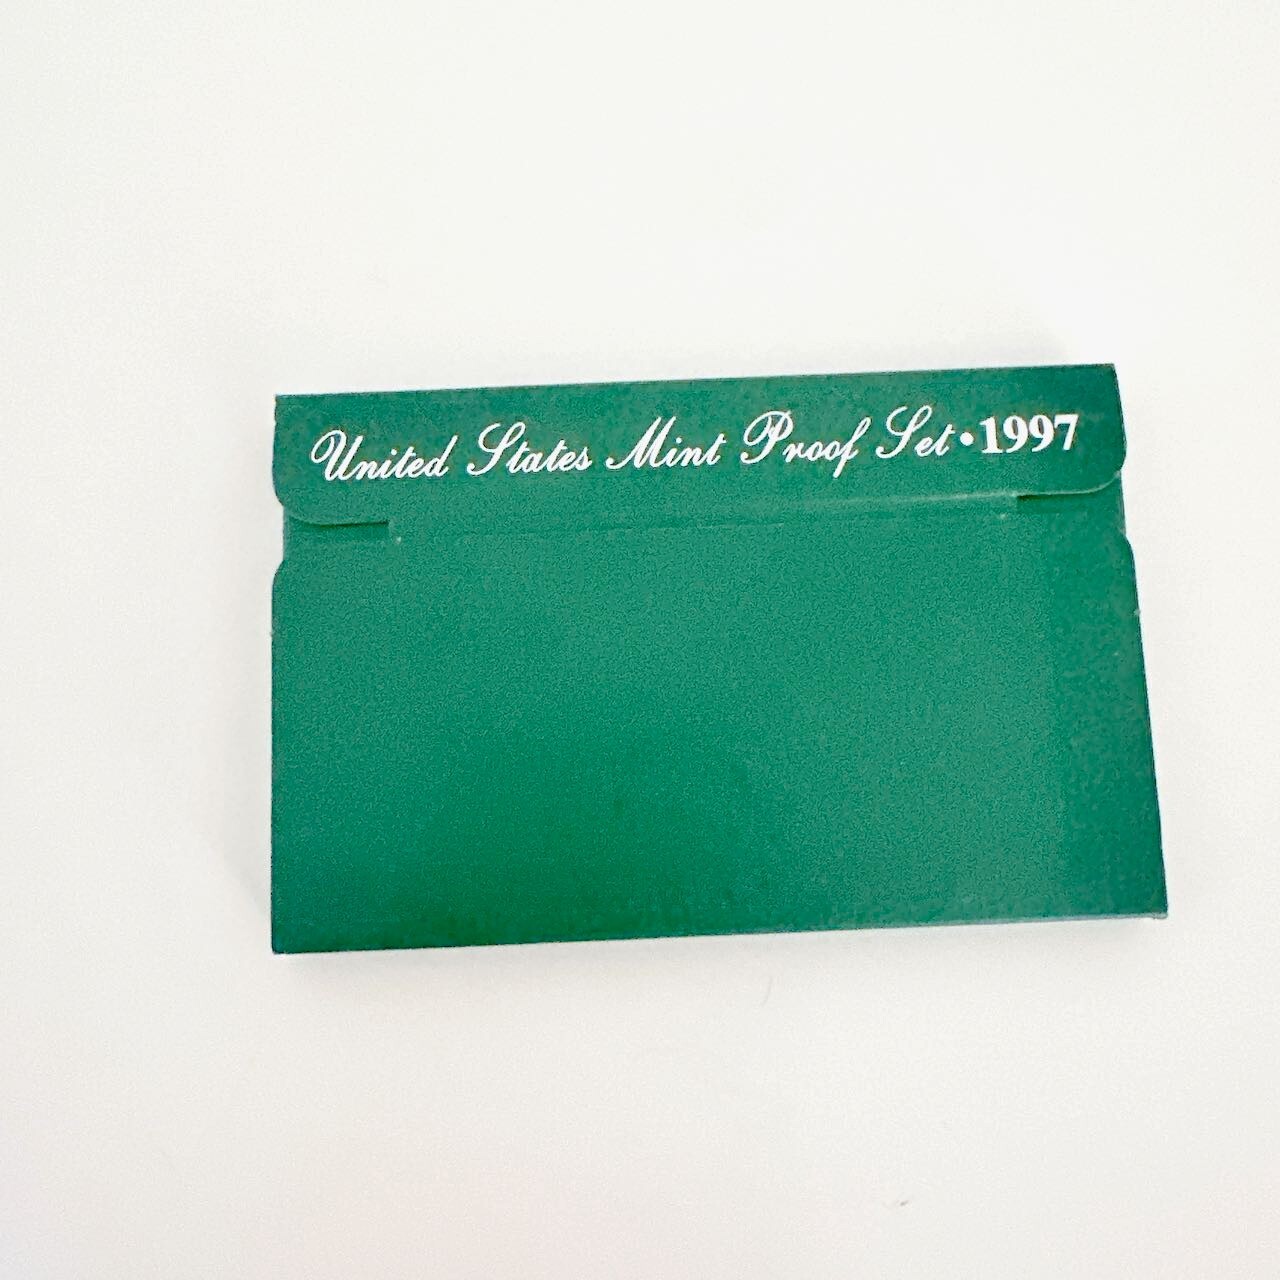 United States Mint Proof Set • 1997